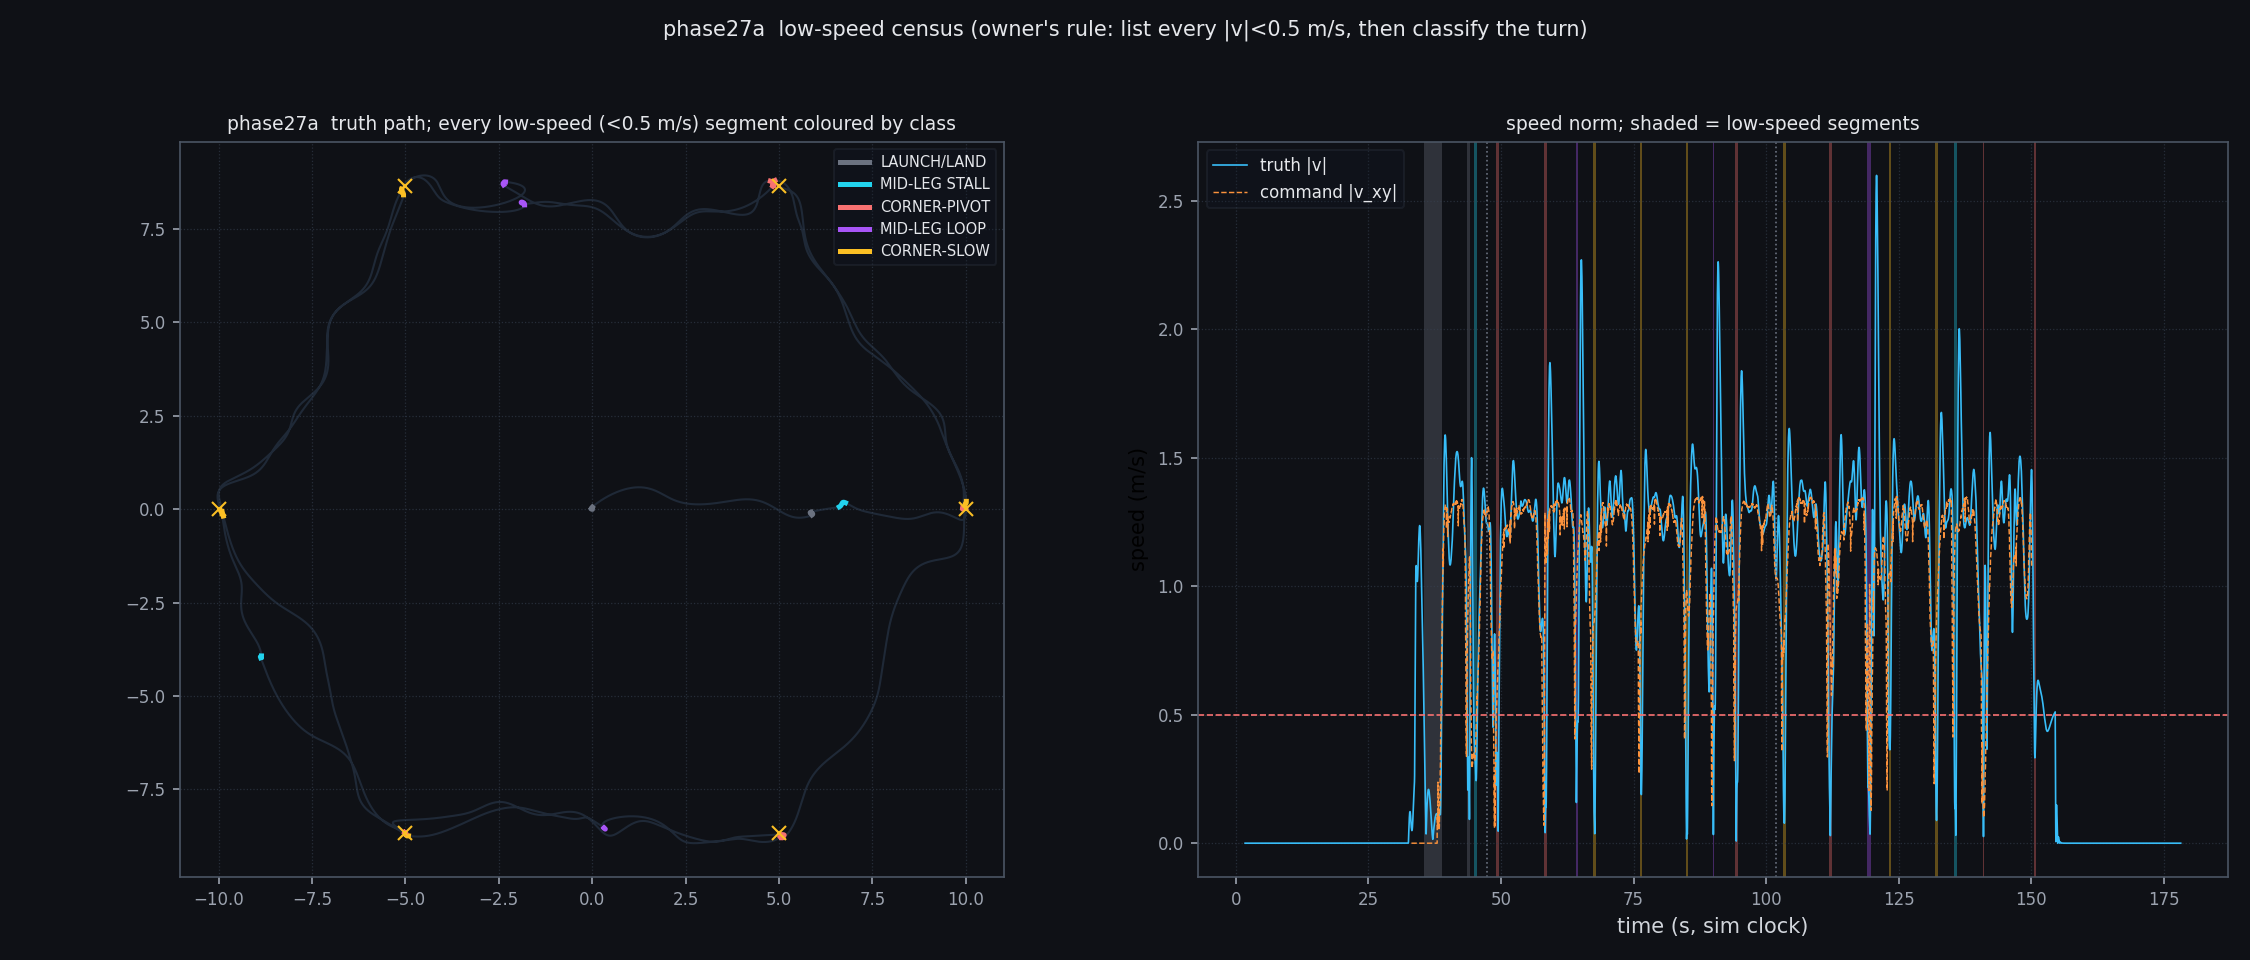 phase27a  low-speed census (owner's rule: list every |v|<0.5 m/s, then classify the turn)
phase27a  truth path; every low-speed (<0.5 m/s) segment coloured by class
LAUNCH/LAND
MID-LEG STALL
CORNER-PIVOT
MID-LEG LOOP
CORNER-SLOW
7.5
5.0
2.5
0.0
−2.5
−5.0
−7.5
−10.0 −7.5 −5.0 −2.5 0.0 2.5 5.0 7.5 10.0
speed norm; shaded = low-speed segments
truth |v|
command |v_xy|
speed (m/s)
2.5
2.0
1.5
1.0
0.5
0.0
0 25 50 75 100 125 150 175
time (s, sim clock)